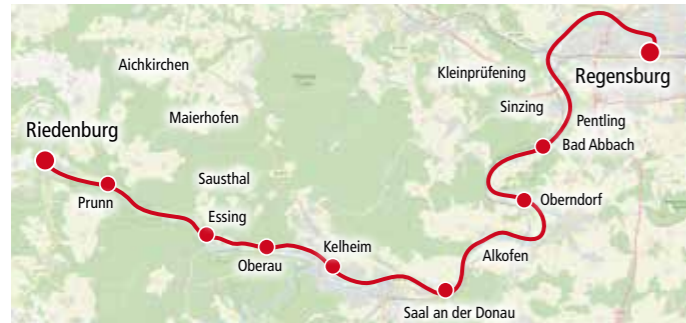 Aichkirchen
Kleinprüfening
Regensburg
Sinzing
Maierhofen
Pentling
Riedenburg
Bad Abbach
Sausthal
Prunn
Oberndorf
Essing
Kelheim
Alkofen
Oberau
Saal an der Donau